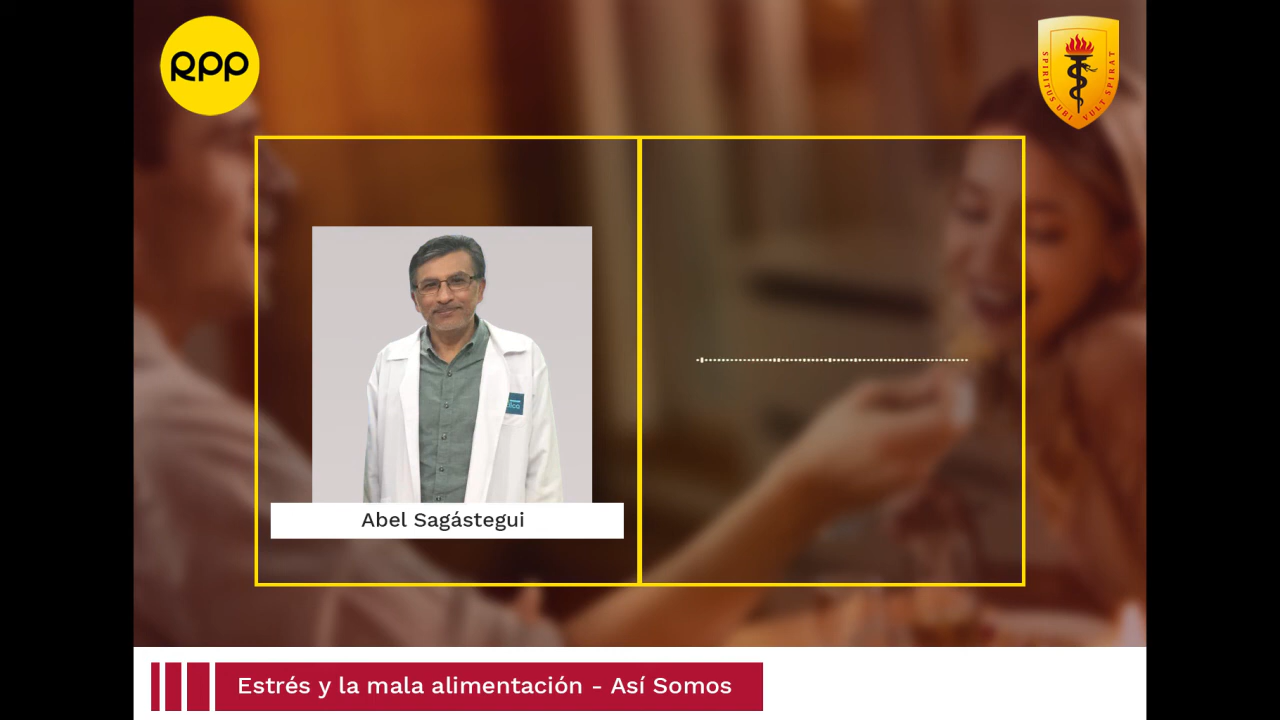 RPP
SPIRITUS UBI VULT SPIRAT
Abel Sagástegui
Estrés y la mala alimentación - Así Somos